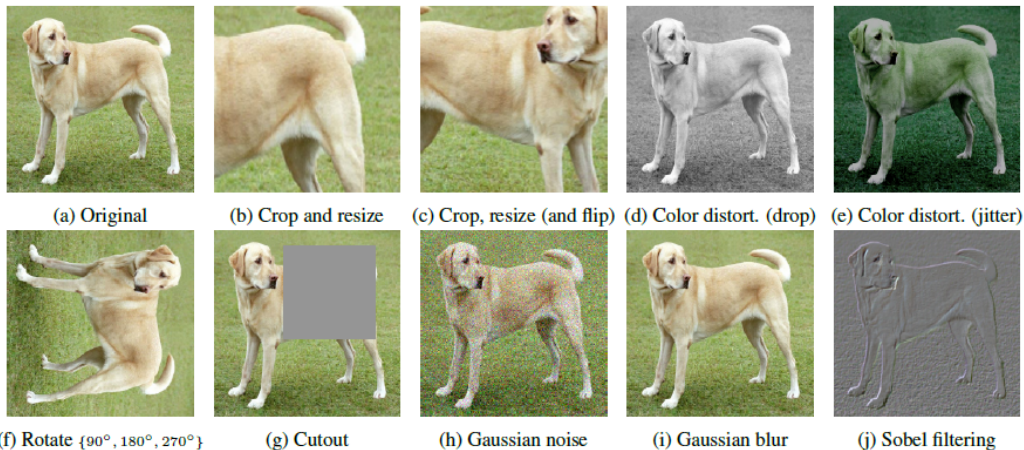 (a) Original
(b) Crop and resize
(c) Crop, resize (and flip)
(d) Color distort. (drop)
(e) Color distort. (jitter)
(f) Rotate {90°, 180°, 270°}
(g) Cutout
(h) Gaussian noise
(i) Gaussian blur
(j) Sobel filtering